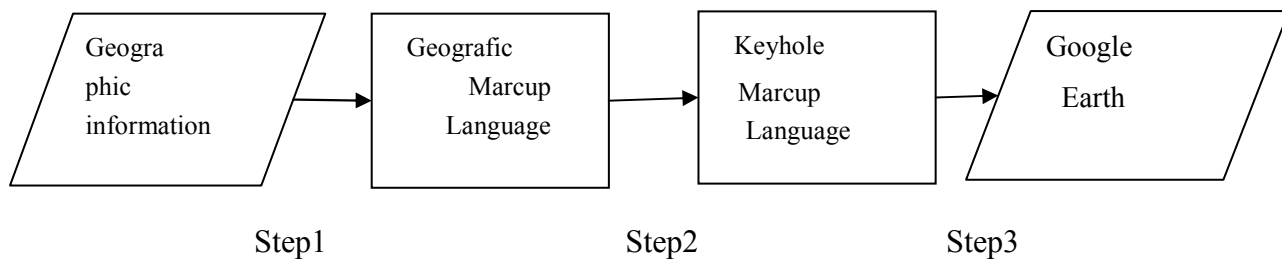 Geogra
phic
information
Geografic
Marcup
Language
Keyhole
Marcup
Language
Google
Earth
Step1
Step2
Step3